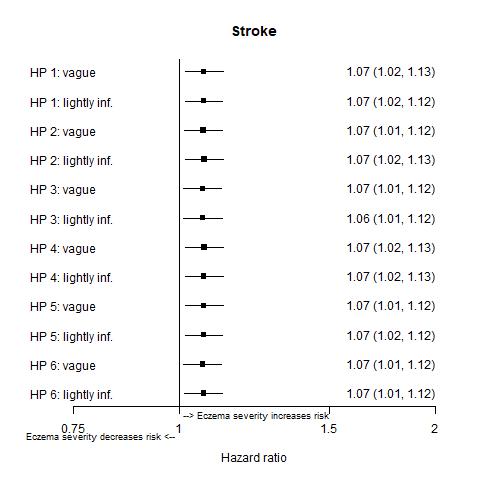 Stroke
HP 1: vague 1.07 (1.02, 1.13)
HP 1: lightly inf. 1.07 (1.02, 1.12)
HP 2: vague 1.07 (1.01, 1.12)
HP 2: lightly inf. 1.07 (1.02, 1.13)
HP 3: vague 1.07 (1.01, 1.12)
HP 3: lightly inf. 1.06 (1.01, 1.12)
HP 4: vague 1.07 (1.02, 1.13)
HP 4: lightly inf. 1.07 (1.02, 1.13)
HP 5: vague 1.07 (1.01, 1.12)
HP 5: lightly inf. 1.07 (1.02, 1.12)
HP 6: vague 1.07 (1.01, 1.12)
HP 6: lightly inf. 1.07 (1.01, 1.12)
--> Eczema severity increases risk
0.75 1 1.5 2
Eczema severity decreases risk <--
Hazard ratio